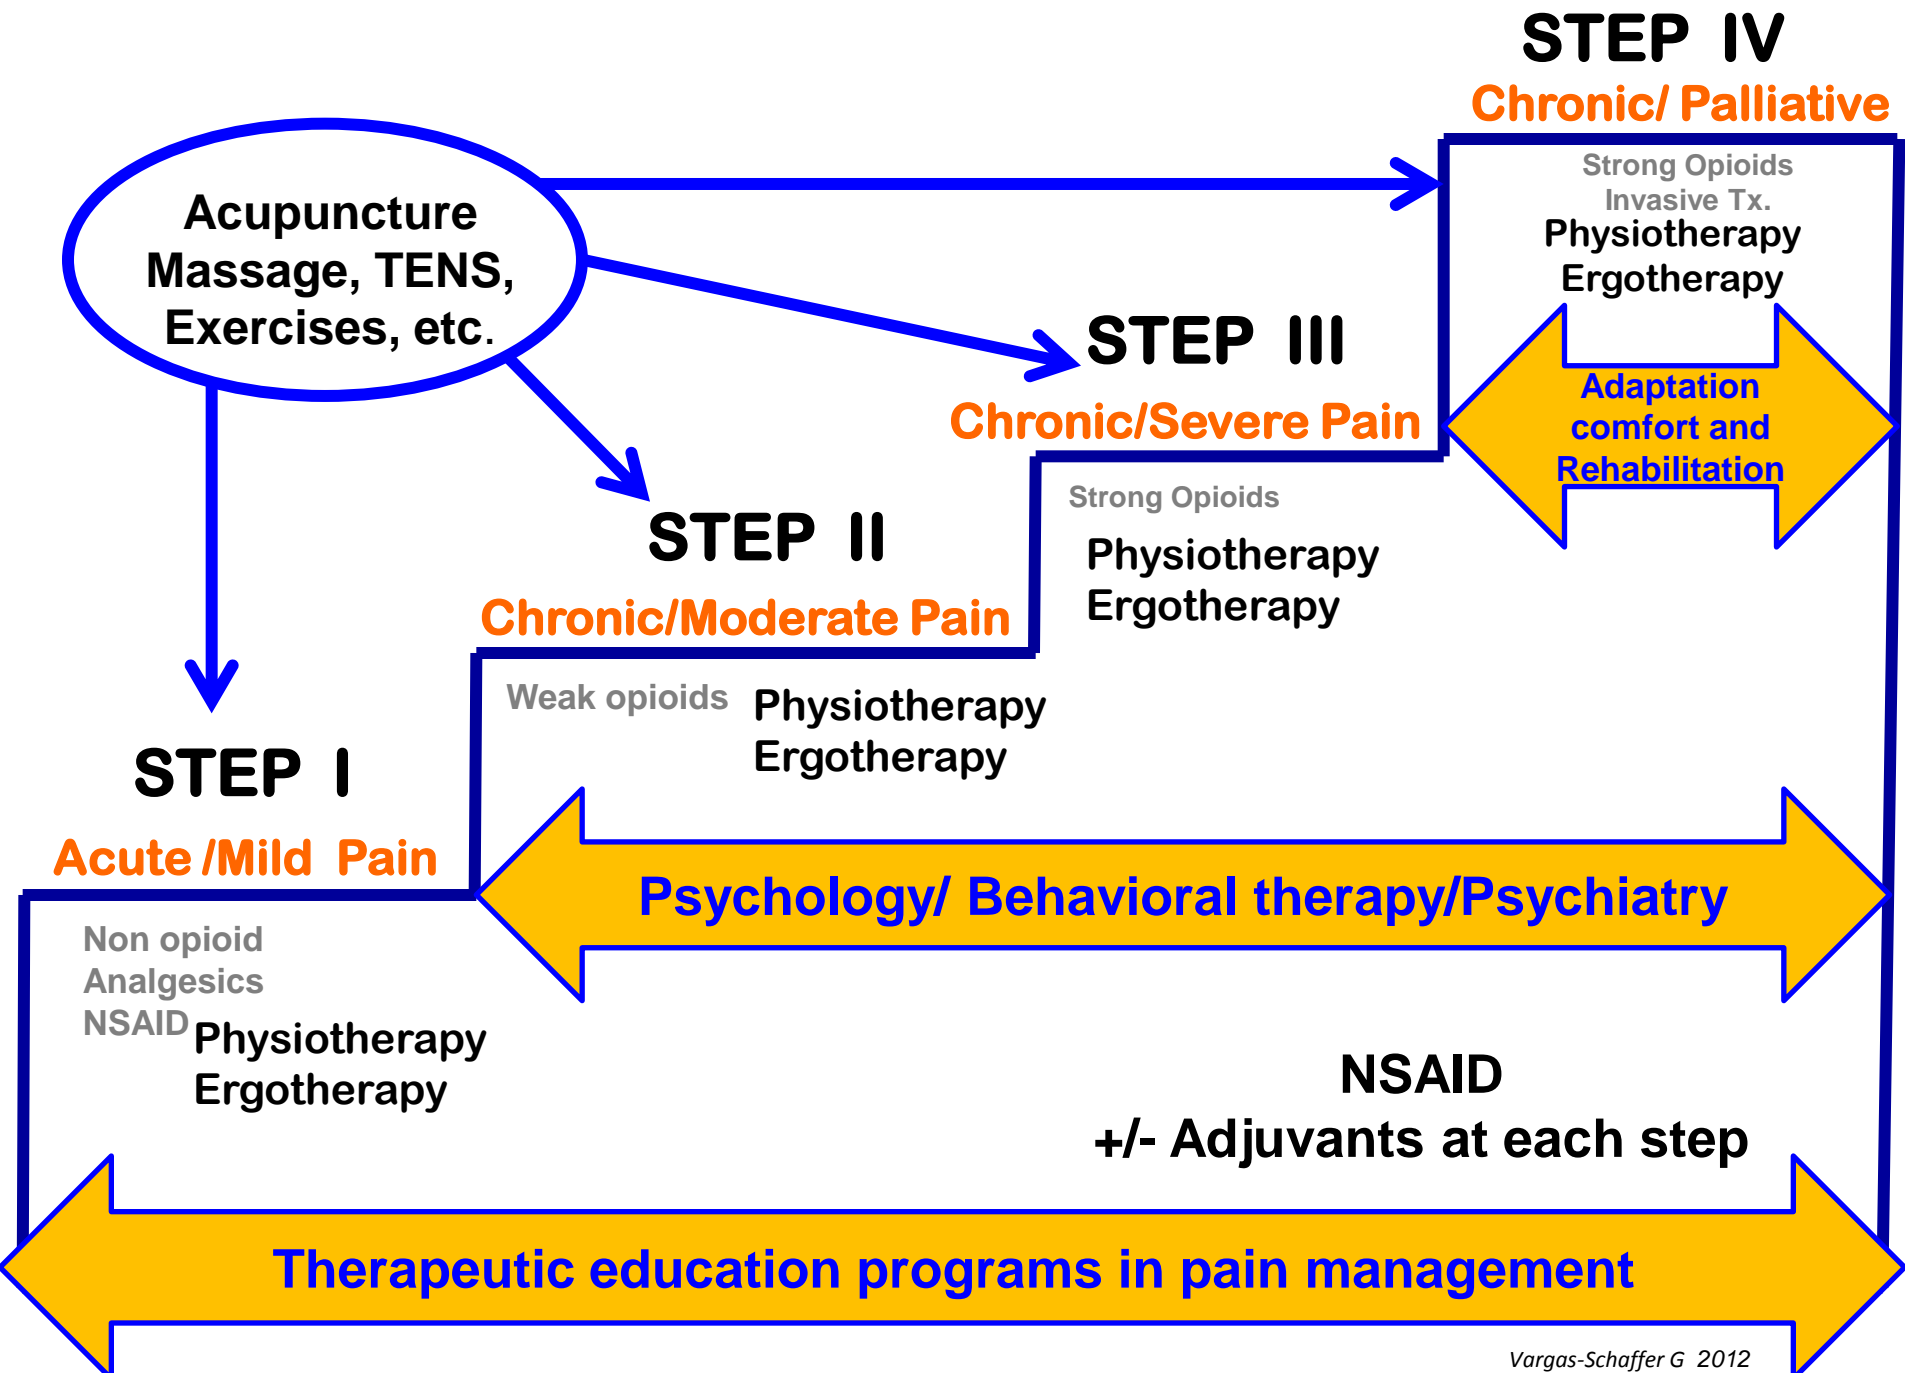 STEP IV
Chronic/ Palliative
Strong Opioids
Invasive Tx.
Physiotherapy
Ergotherapy
Adaptation
comfort and
Rehabilitation
Acupuncture
Massage, TENS,
Exercises, etc.
STEP III
Chronic/Severe Pain
Strong Opioids
Physiotherapy
Ergotherapy
STEP II
Chronic/Moderate Pain
Weak opioids
Physiotherapy
Ergotherapy
STEP I
Acute /Mild Pain
Non opioid
Analgesics
NSAID
Physiotherapy
Ergotherapy
Psychology/ Behavioral therapy/Psychiatry
NSAID
+/- Adjuvants at each step
Therapeutic education programs in pain management
Vargas-Schaffer G 2012